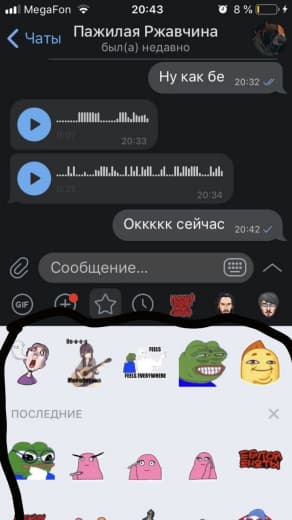 MegaFon
20:43
8 %
Чаты
Пажилая Ржавчина
был(а) недавно
Ну как бе 20:32
0:07
20:33
0:23
20:34
Оккккк сейчас 20:42
Сообщение...
GIF
FEELS
FEELS EVERYWHERE
ПОСЛЕДНИЕ